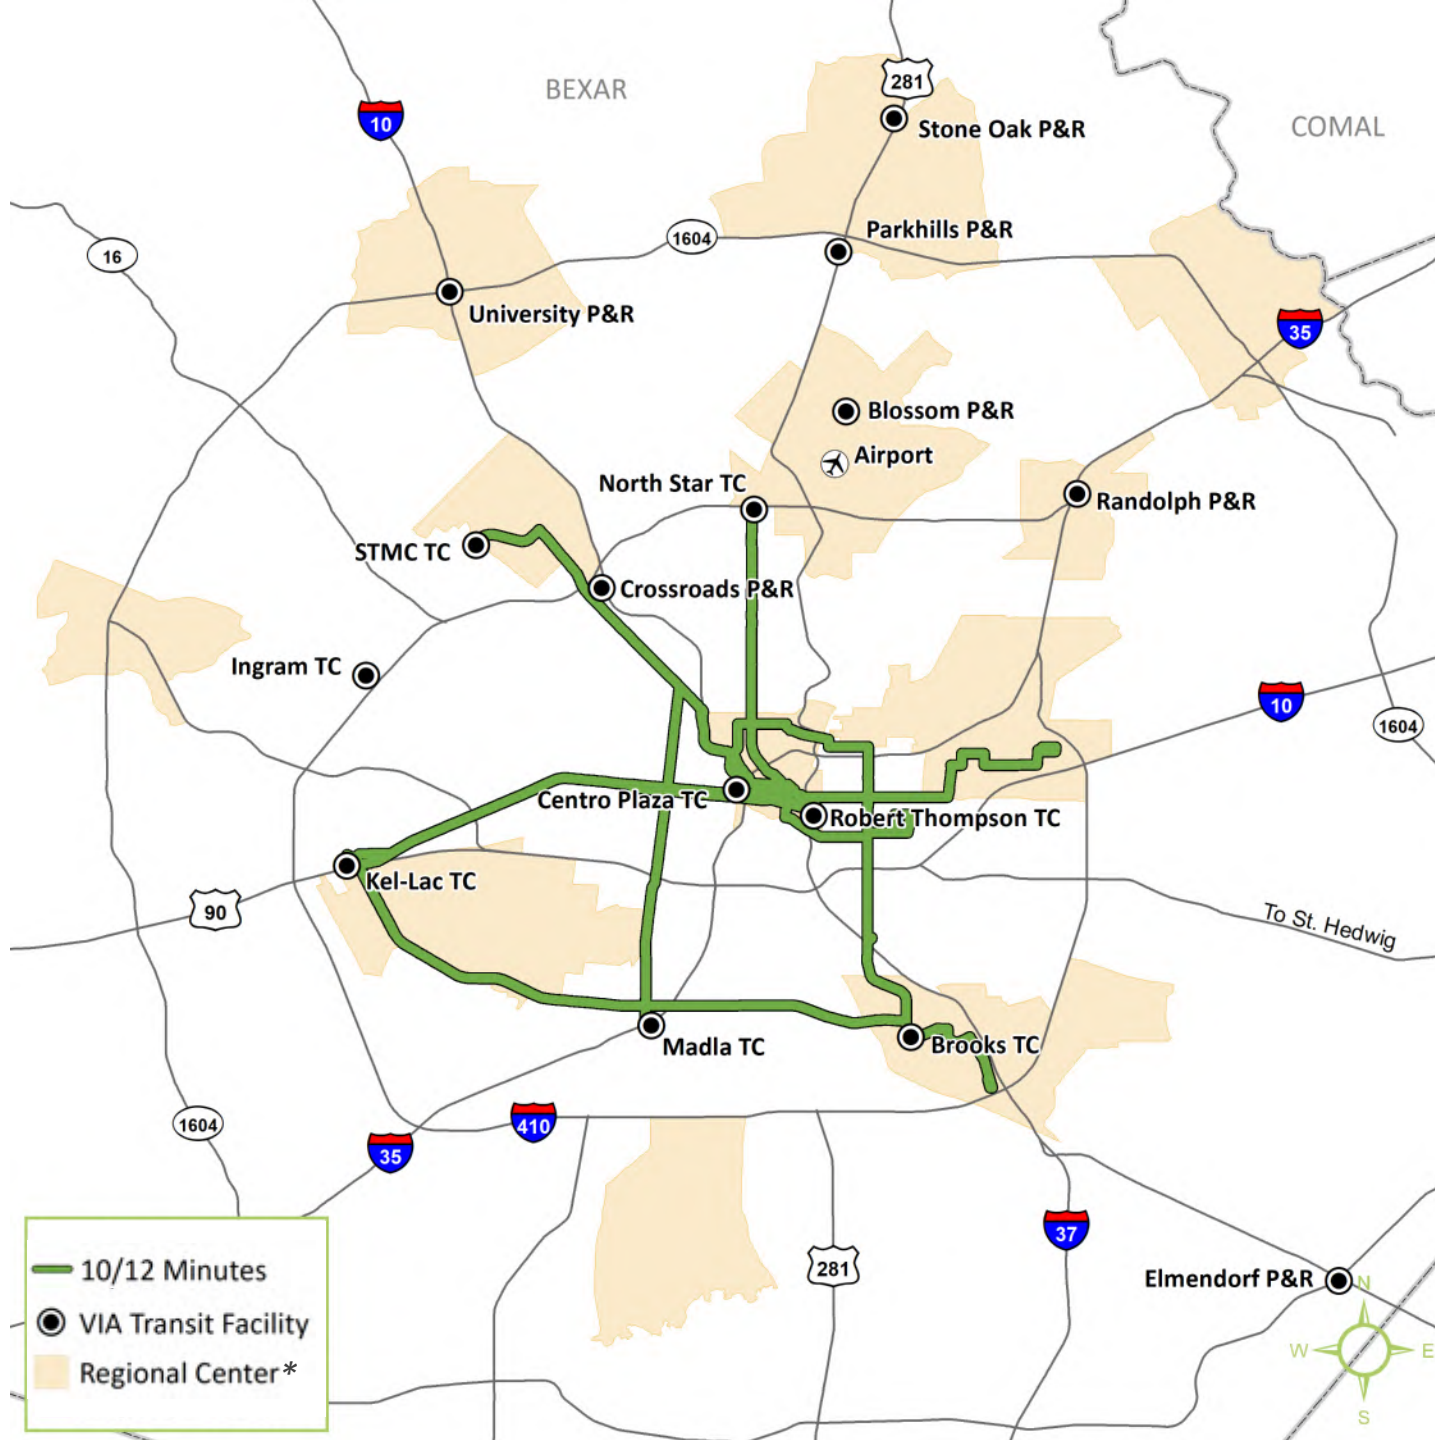 BEXAR
281
10
Stone Oak P&R
COMAL
Parkhills P&R
1604
16
University P&R
35
Blossom P&R
Airport
North Star TC
Randolph P&R
STMC TC
Crossroads P&R
Ingram TC
10
1604
Centro Plaza TC
Robert Thompson TC
Kel-Lac TC
90
To St. Hedwig
Madla TC
Brooks TC
1604
410
35
37
281
Elmendorf P&R
N
W
E
S
10/12 Minutes
VIA Transit Facility
Regional Center*